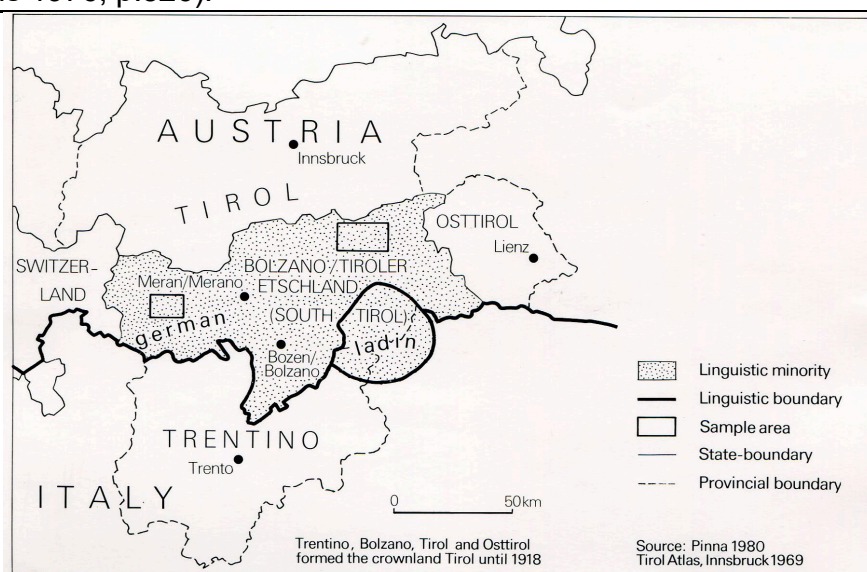 AUSTRIA
Innsbruck
TIROL
OSTTIROL
Lienz
SWITZER-
LAND
Meran/Merano
BOLZANO/TIROLER
ETSCHLAND
(SOUTH TIROL)
german
ladin
Bozen/
Bolzano
TRENTINO
Trento
ITALY
0 50km
Linguistic minority
Linguistic boundary
Sample area
State-boundary
Provincial boundary
Trentino, Bolzano, Tirol and Osttirol
formed the crownland Tirol until 1918
Source: Pinna 1980
Tirol Atlas, Innsbruck 1969